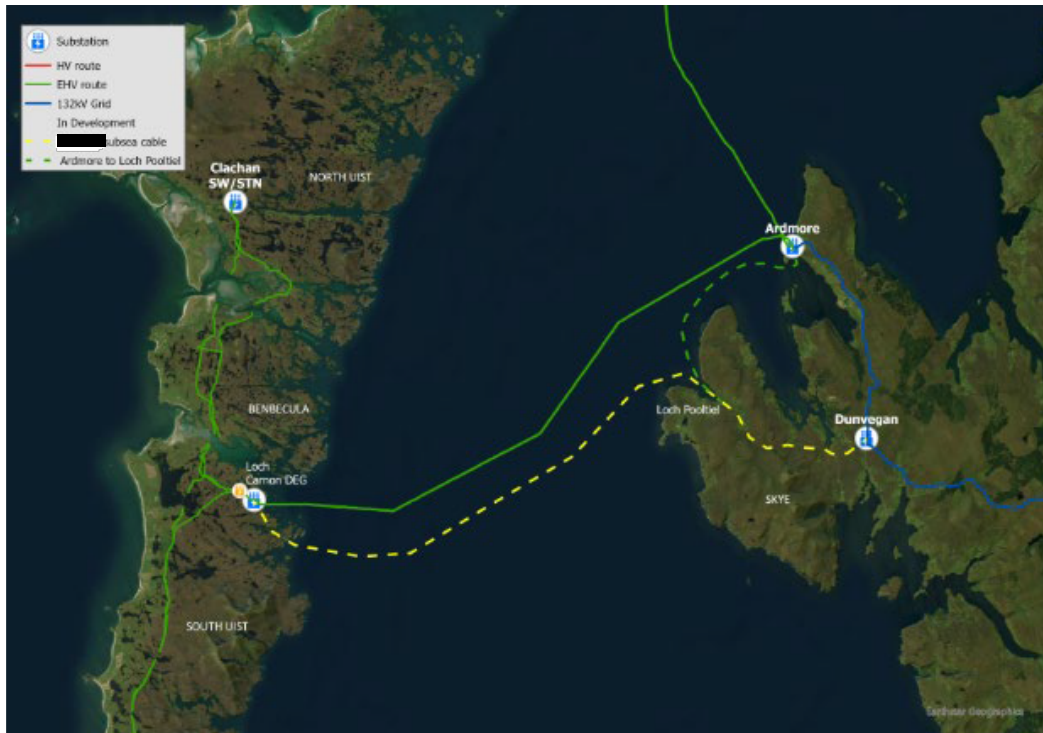 Substation
HV route
EHV route
132kV Grid
In Development
subsea cable
Ardmore to Loch Pooltiel
Clachan
SW/STN
NORTH UIST
Ardmore
BENBECULA
Loch Pooltiel
Dunvegan
Loch
Carnon DEG
SKYE
SOUTH UIST
Earthstar Geographics